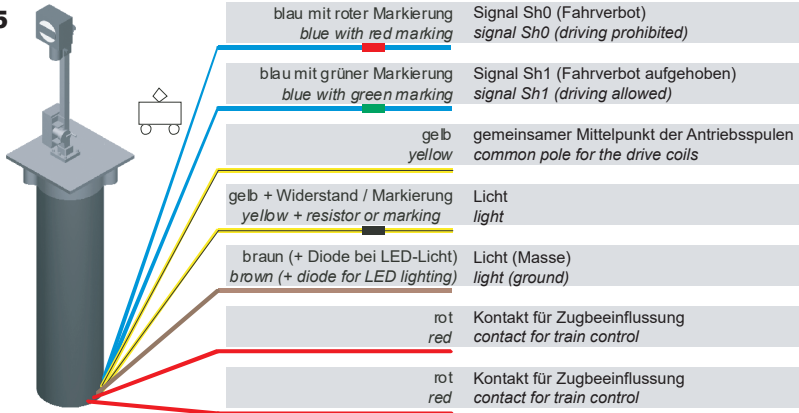 5
blau mit roter Markierung Signal Sh0 (Fahrverbot)
blue with red marking signal Sh0 (driving prohibited)
blau mit grüner Markierung Signal Sh1 (Fahrverbot aufgehoben)
blue with green marking signal Sh1 (driving allowed)
gelb gemeinsamer Mittelpunkt der Antriebsspulen
yellow common pole for the drive coils
gelb + Widerstand / Markierung Licht
yellow + resistor or marking light
braun (+ Diode bei LED-Licht) Licht (Masse)
brown (+ diode for LED lighting) light (ground)
rot Kontakt für Zugbeeinflussung
red contact for train control
rot Kontakt für Zugbeeinflussung
red contact for train control